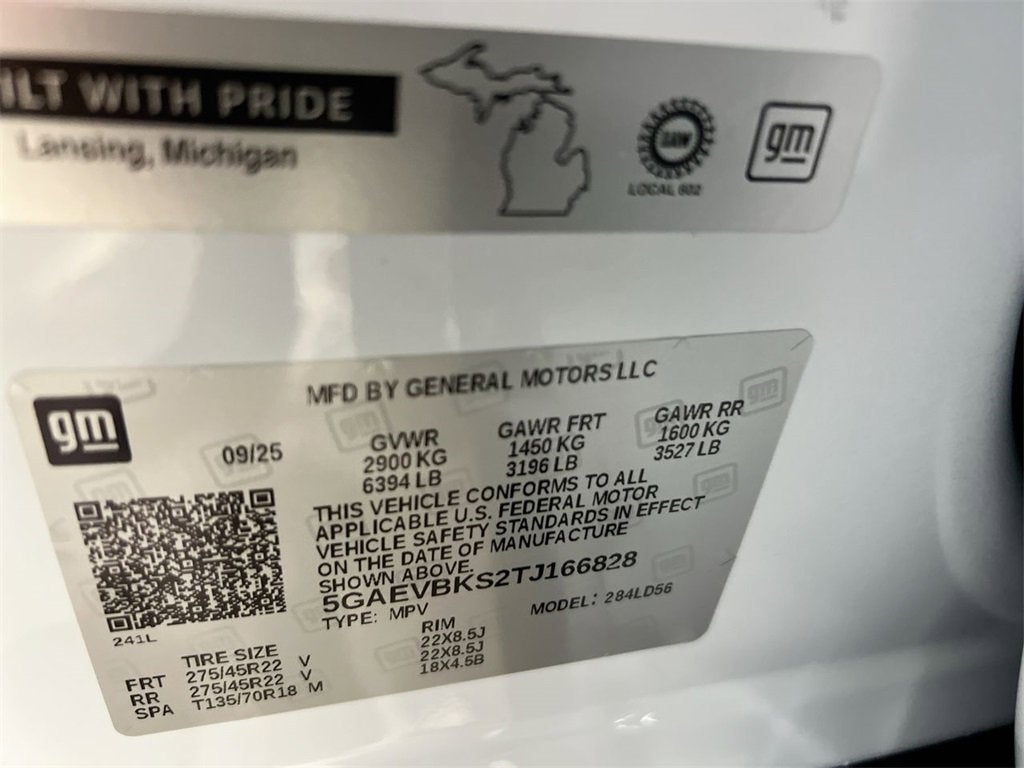 ILT WITH PRIDE
Lansing, Michigan
UAW
LOCAL 602
gm
MFD BY GENERAL MOTORS LLC
gm
09/25
GVWR
2900 KG
6394 LB
GAWR FRT
1450 KG
3196 LB
GAWR RR
1600 KG
3527 LB
THIS VEHICLE CONFORMS TO ALL
APPLICABLE U.S. FEDERAL MOTOR
VEHICLE SAFETY STANDARDS IN EFFECT
ON THE DATE OF MANUFACTURE
SHOWN ABOVE.
5GAEVBKS2TJ166828
TYPE: MPV
MODEL: 284LD56
241L
TIRE SIZE
RIM
FRT 275/45R22 V 22X8.5J
RR 275/45R22 V 22X8.5J
SPA T135/70R18 M 18X4.5B